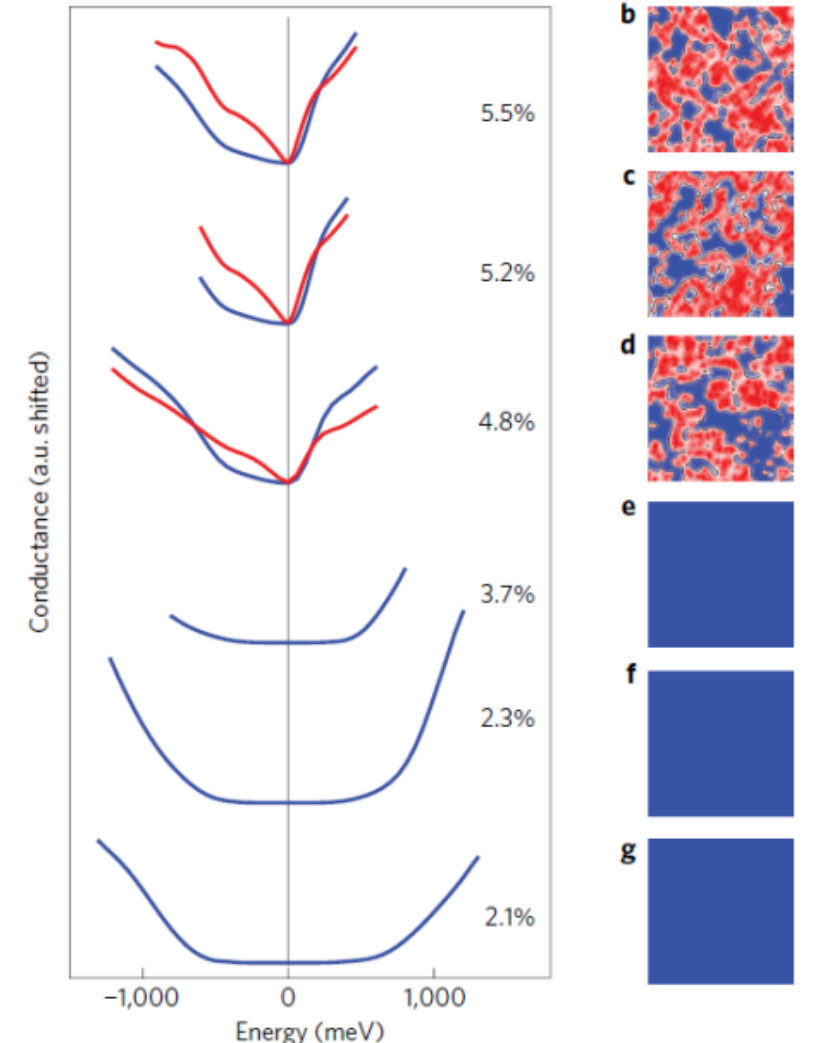 b
5.5%
c
5.2%
d
4.8%
e
3.7%
f
2.3%
g
2.1%
Conductance (a.u. shifted)
−1,000 0 1,000
Energy (meV)